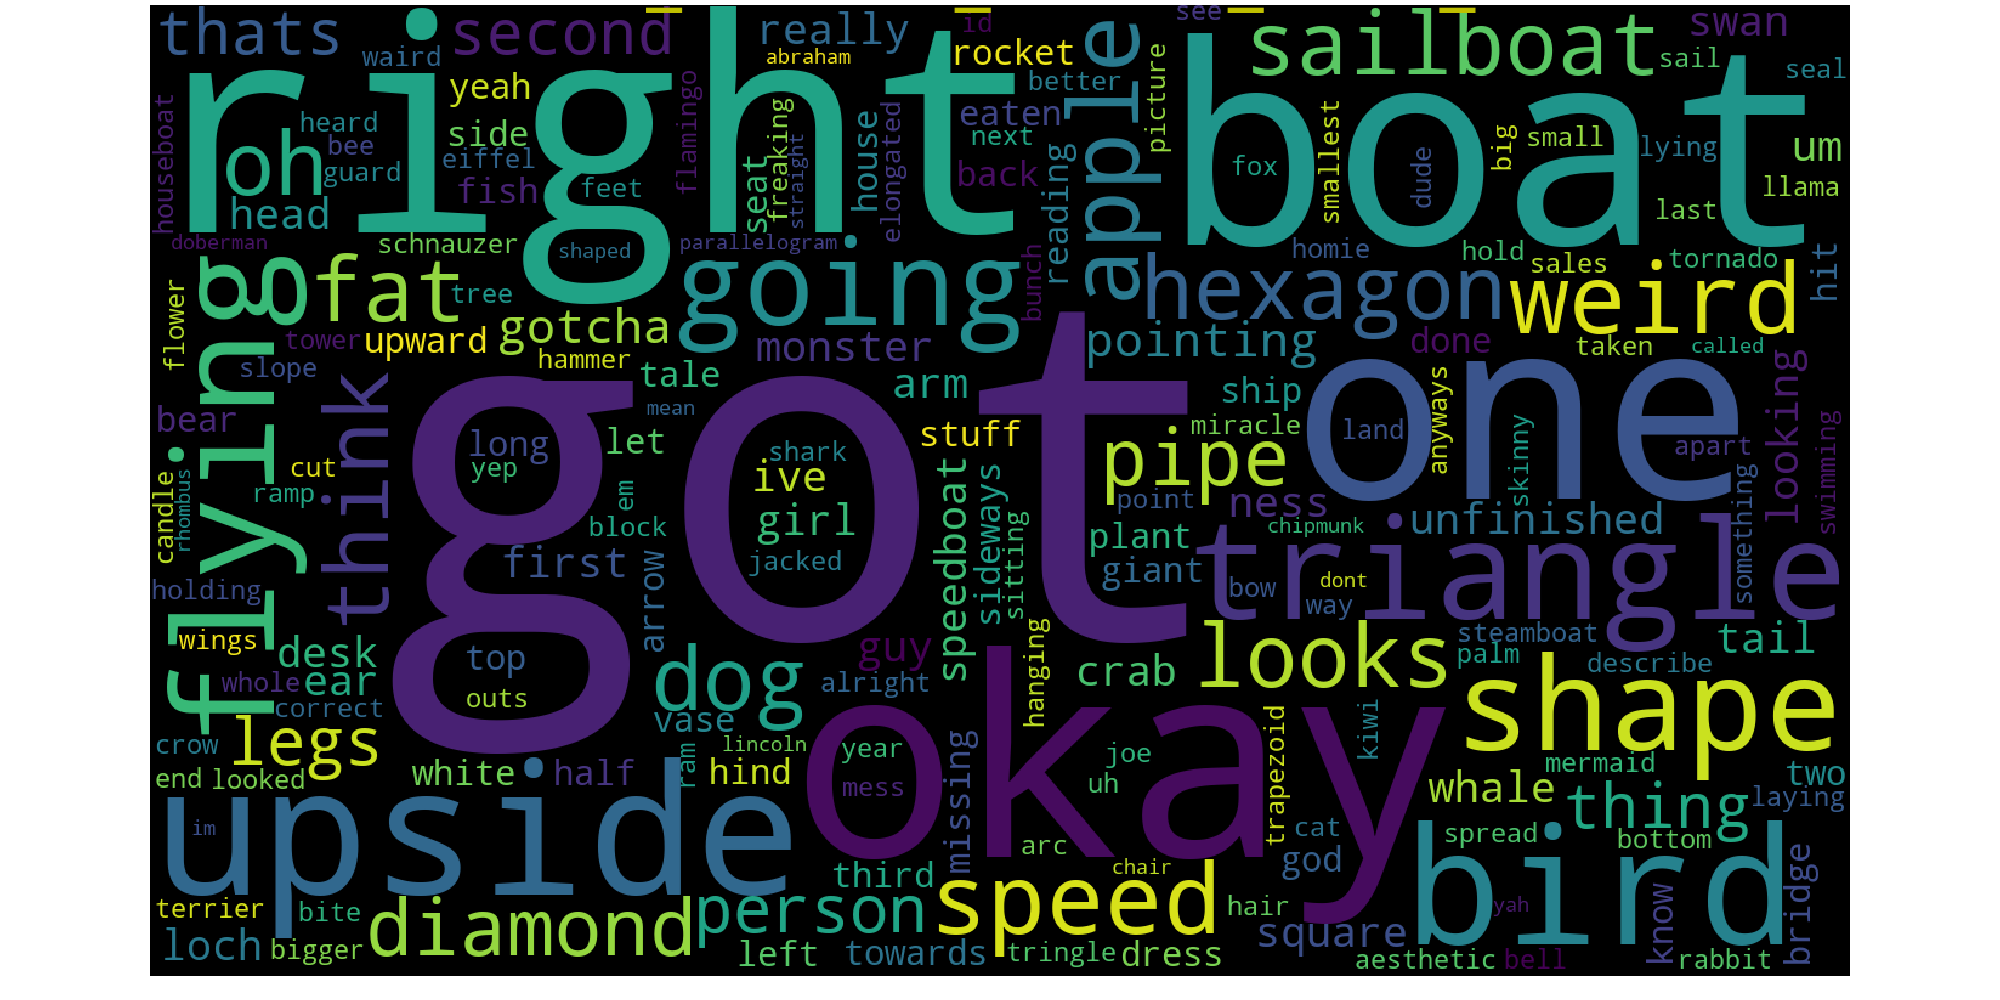 thats
waird
second
really
abraham
id
rocket
see
sailboat
swan
sail
seal
right
boat
yeah
better
picture
apple
heard
bee
guard
oh
head
side
eiffel
fish
feet
flamingo
seat
freaking
straight
house
elongated
eaten
next
back
reading
fox
smallest
dude
big
small
lying
um
llama
last
houseboat
doberman
schnauzer
shaped
parallelogram
homie
hold
sales
tornado
hit
flying
fat
tree
going
bunch
hexagon
weird
flower
tower
upward
gotcha
hammer
monster
pointing
done
taken
called
slope
think
tale
arm
ship
one
anyways
looking
bear
got
mean
long
yep
let
shark
ive
stuff
miracle
pipe
land
skinny
apart
cut
ramp
candle
rhombus
em
block
girl
jacked
speedboat
sideways
sitting
point
ness
unfinished
something
swimming
first
arrow
plant
chipmunk
triangle
giant
bow
dont
way
holding
wings
desk
ear
whole
correct
top
outs
dog
guy
alright
hanging
crab
looks
steamboat
palm
describe
tail
vase
okay
shape
crow
legs
end
looked
white
half
ram
lincoln
hind
year
mess
missing
joe
uh
trapezoid
kiwi
mermaid
whale
two
laying
thing
upside
im
arc
cat
god
spread
bottom
bird
bridge
third
chair
speed
terrier
bite
diamond
person
hair
yah
know
loch
bigger
left
towards
tringle
dress
square
aesthetic
bell
rabbit